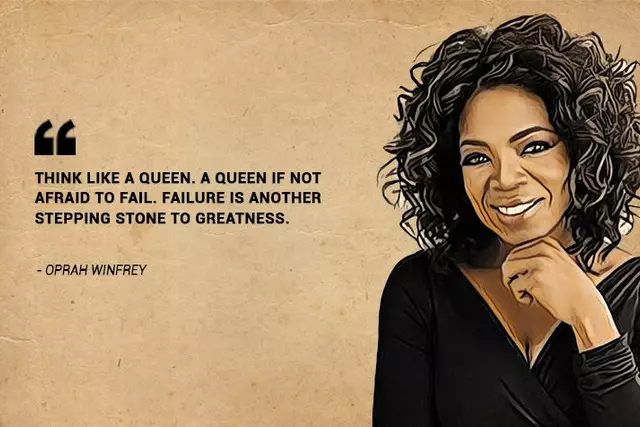 THINK LIKE A QUEEN. A QUEEN IF NOT
AFRAID TO FAIL. FAILURE IS ANOTHER
STEPPING STONE TO GREATNESS.
- OPRAH WINFREY